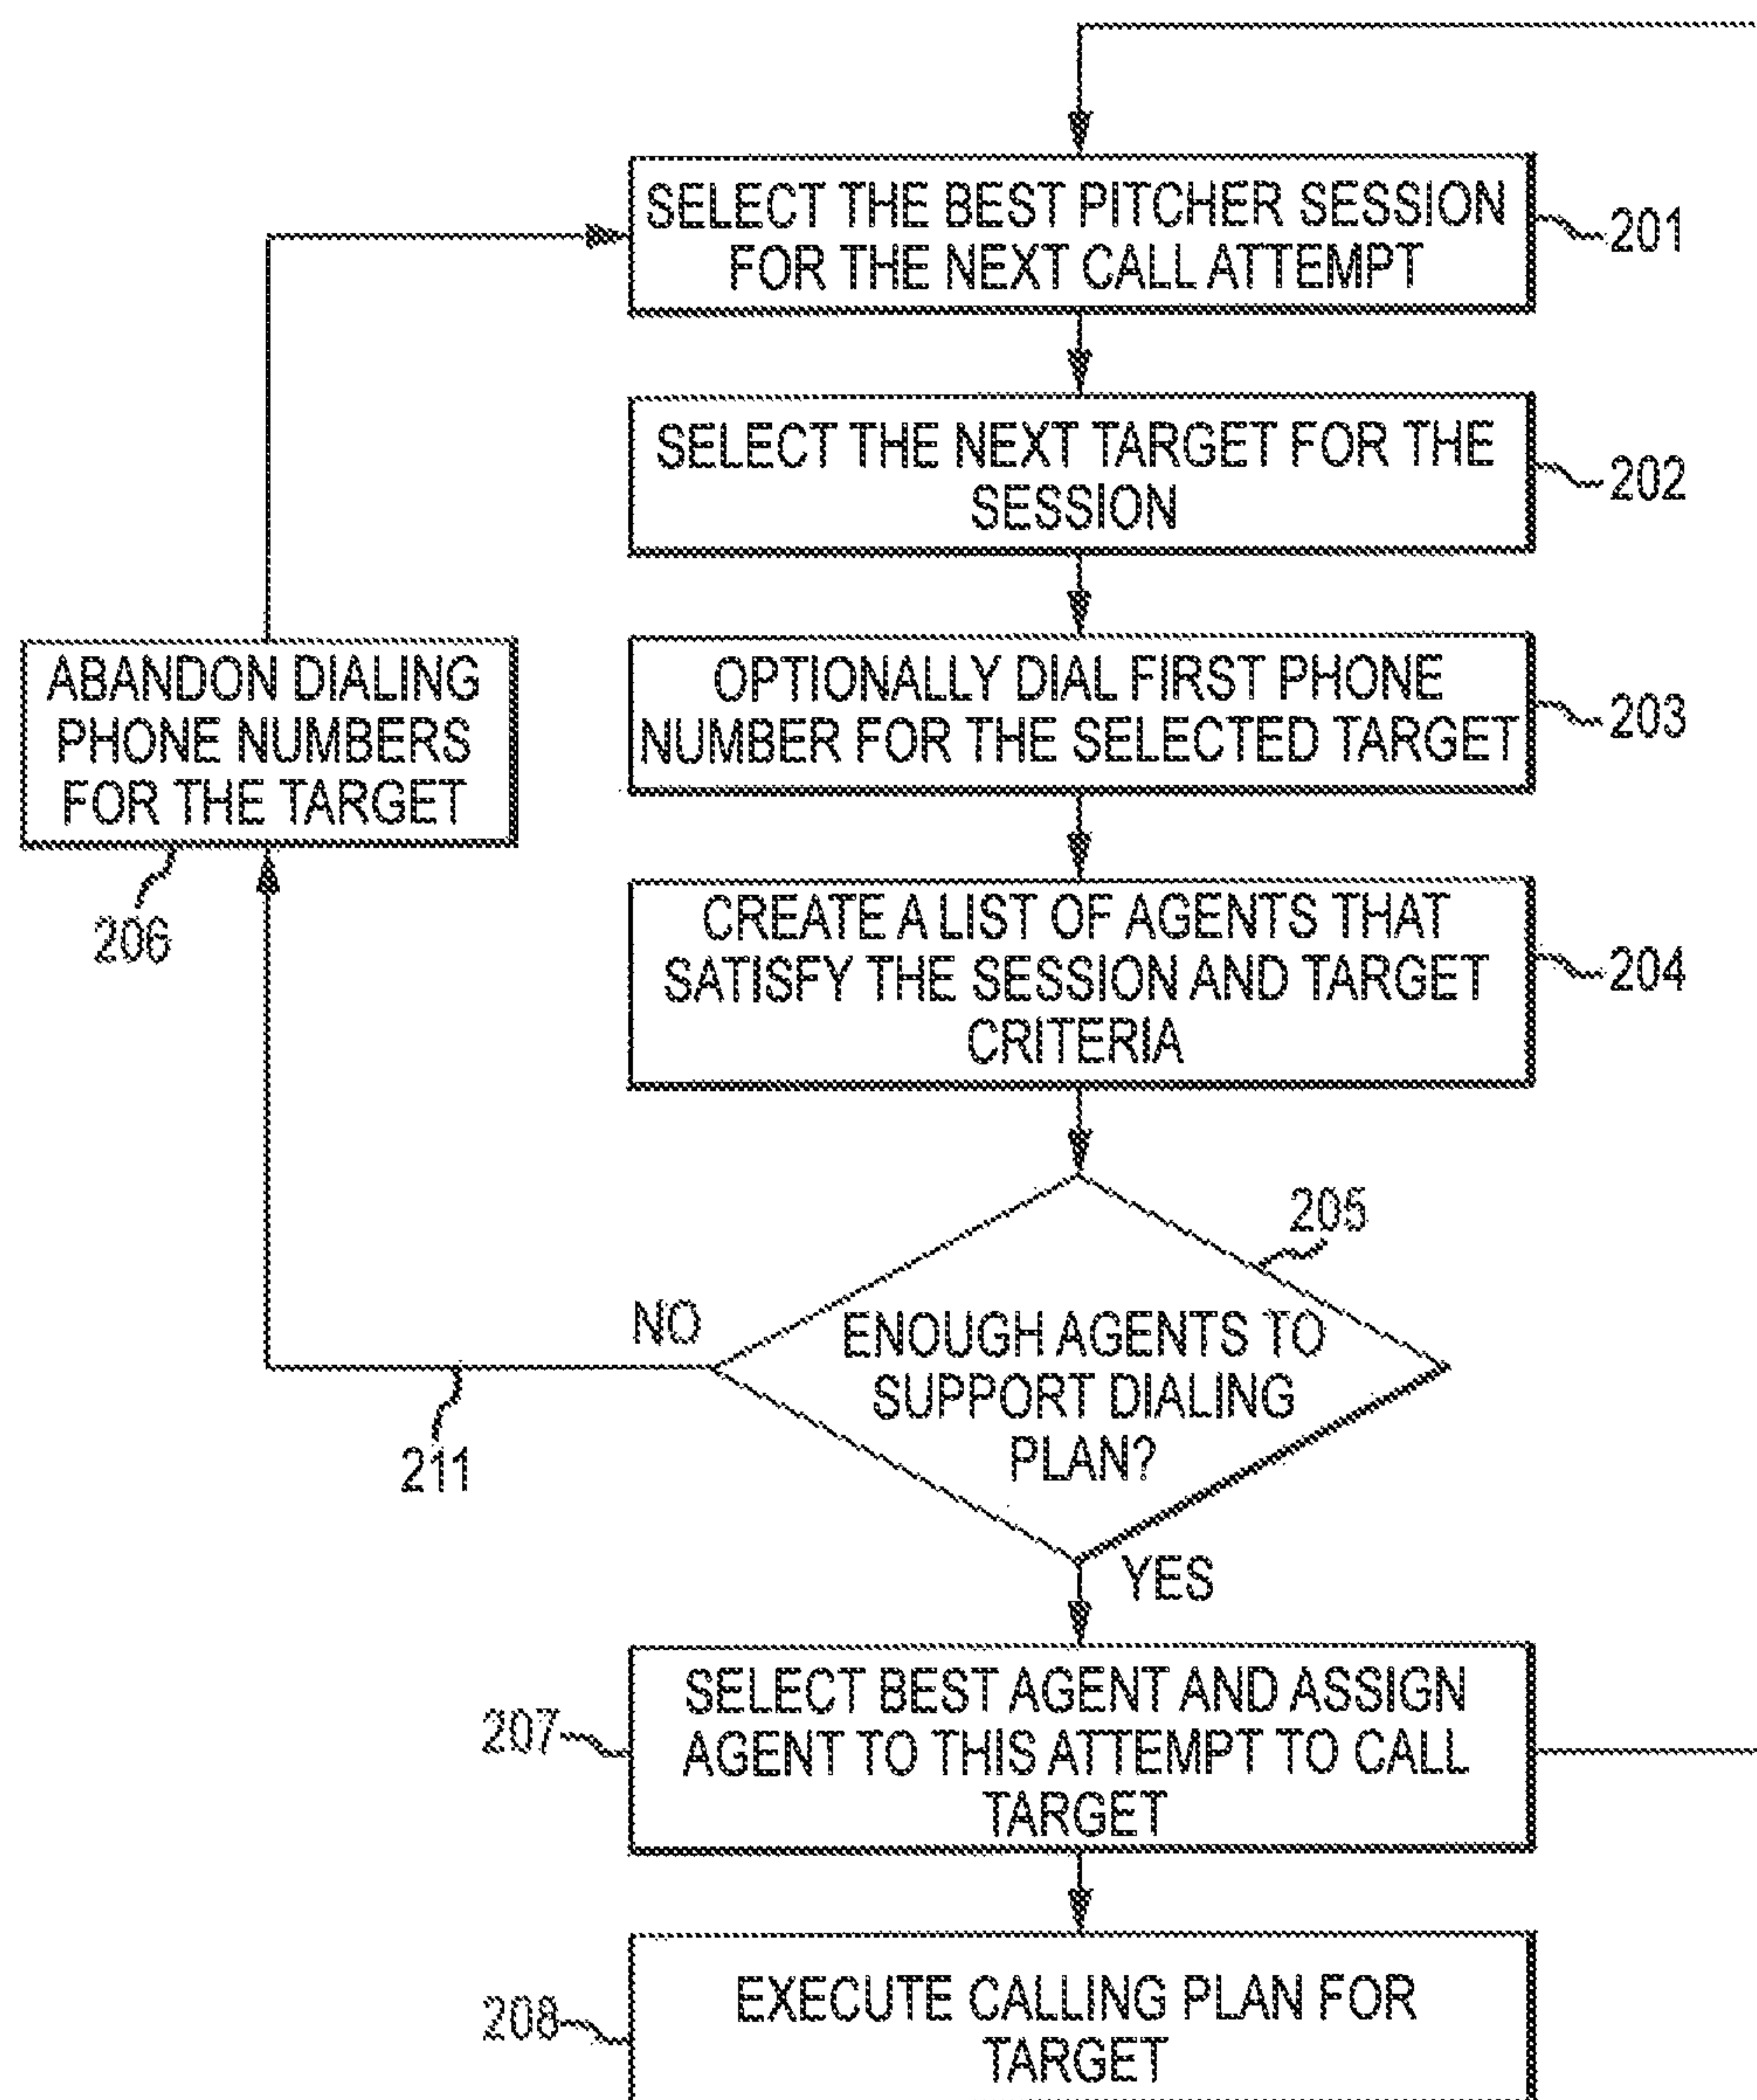 SELECT THE BEST PITCHER SESSION
FOR THE NEXT CALL ATTEMPT
201
SELECT THE NEXT TARGET FOR THE
SESSION
202
OPTIONALLY DIAL FIRST PHONE
NUMBER FOR THE SELECTED TARGET
203
ABANDON DIALING
PHONE NUMBERS
FOR THE TARGET
206
CREATE A LIST OF AGENTS THAT
SATISFY THE SESSION AND TARGET
CRITERIA
204
205
NO
ENOUGH AGENTS TO
SUPPORT DIALING
PLAN?
211
YES
SELECT BEST AGENT AND ASSIGN
AGENT TO THIS ATTEMPT TO CALL
TARGET
207
EXECUTE CALLING PLAN FOR
TARGET
208